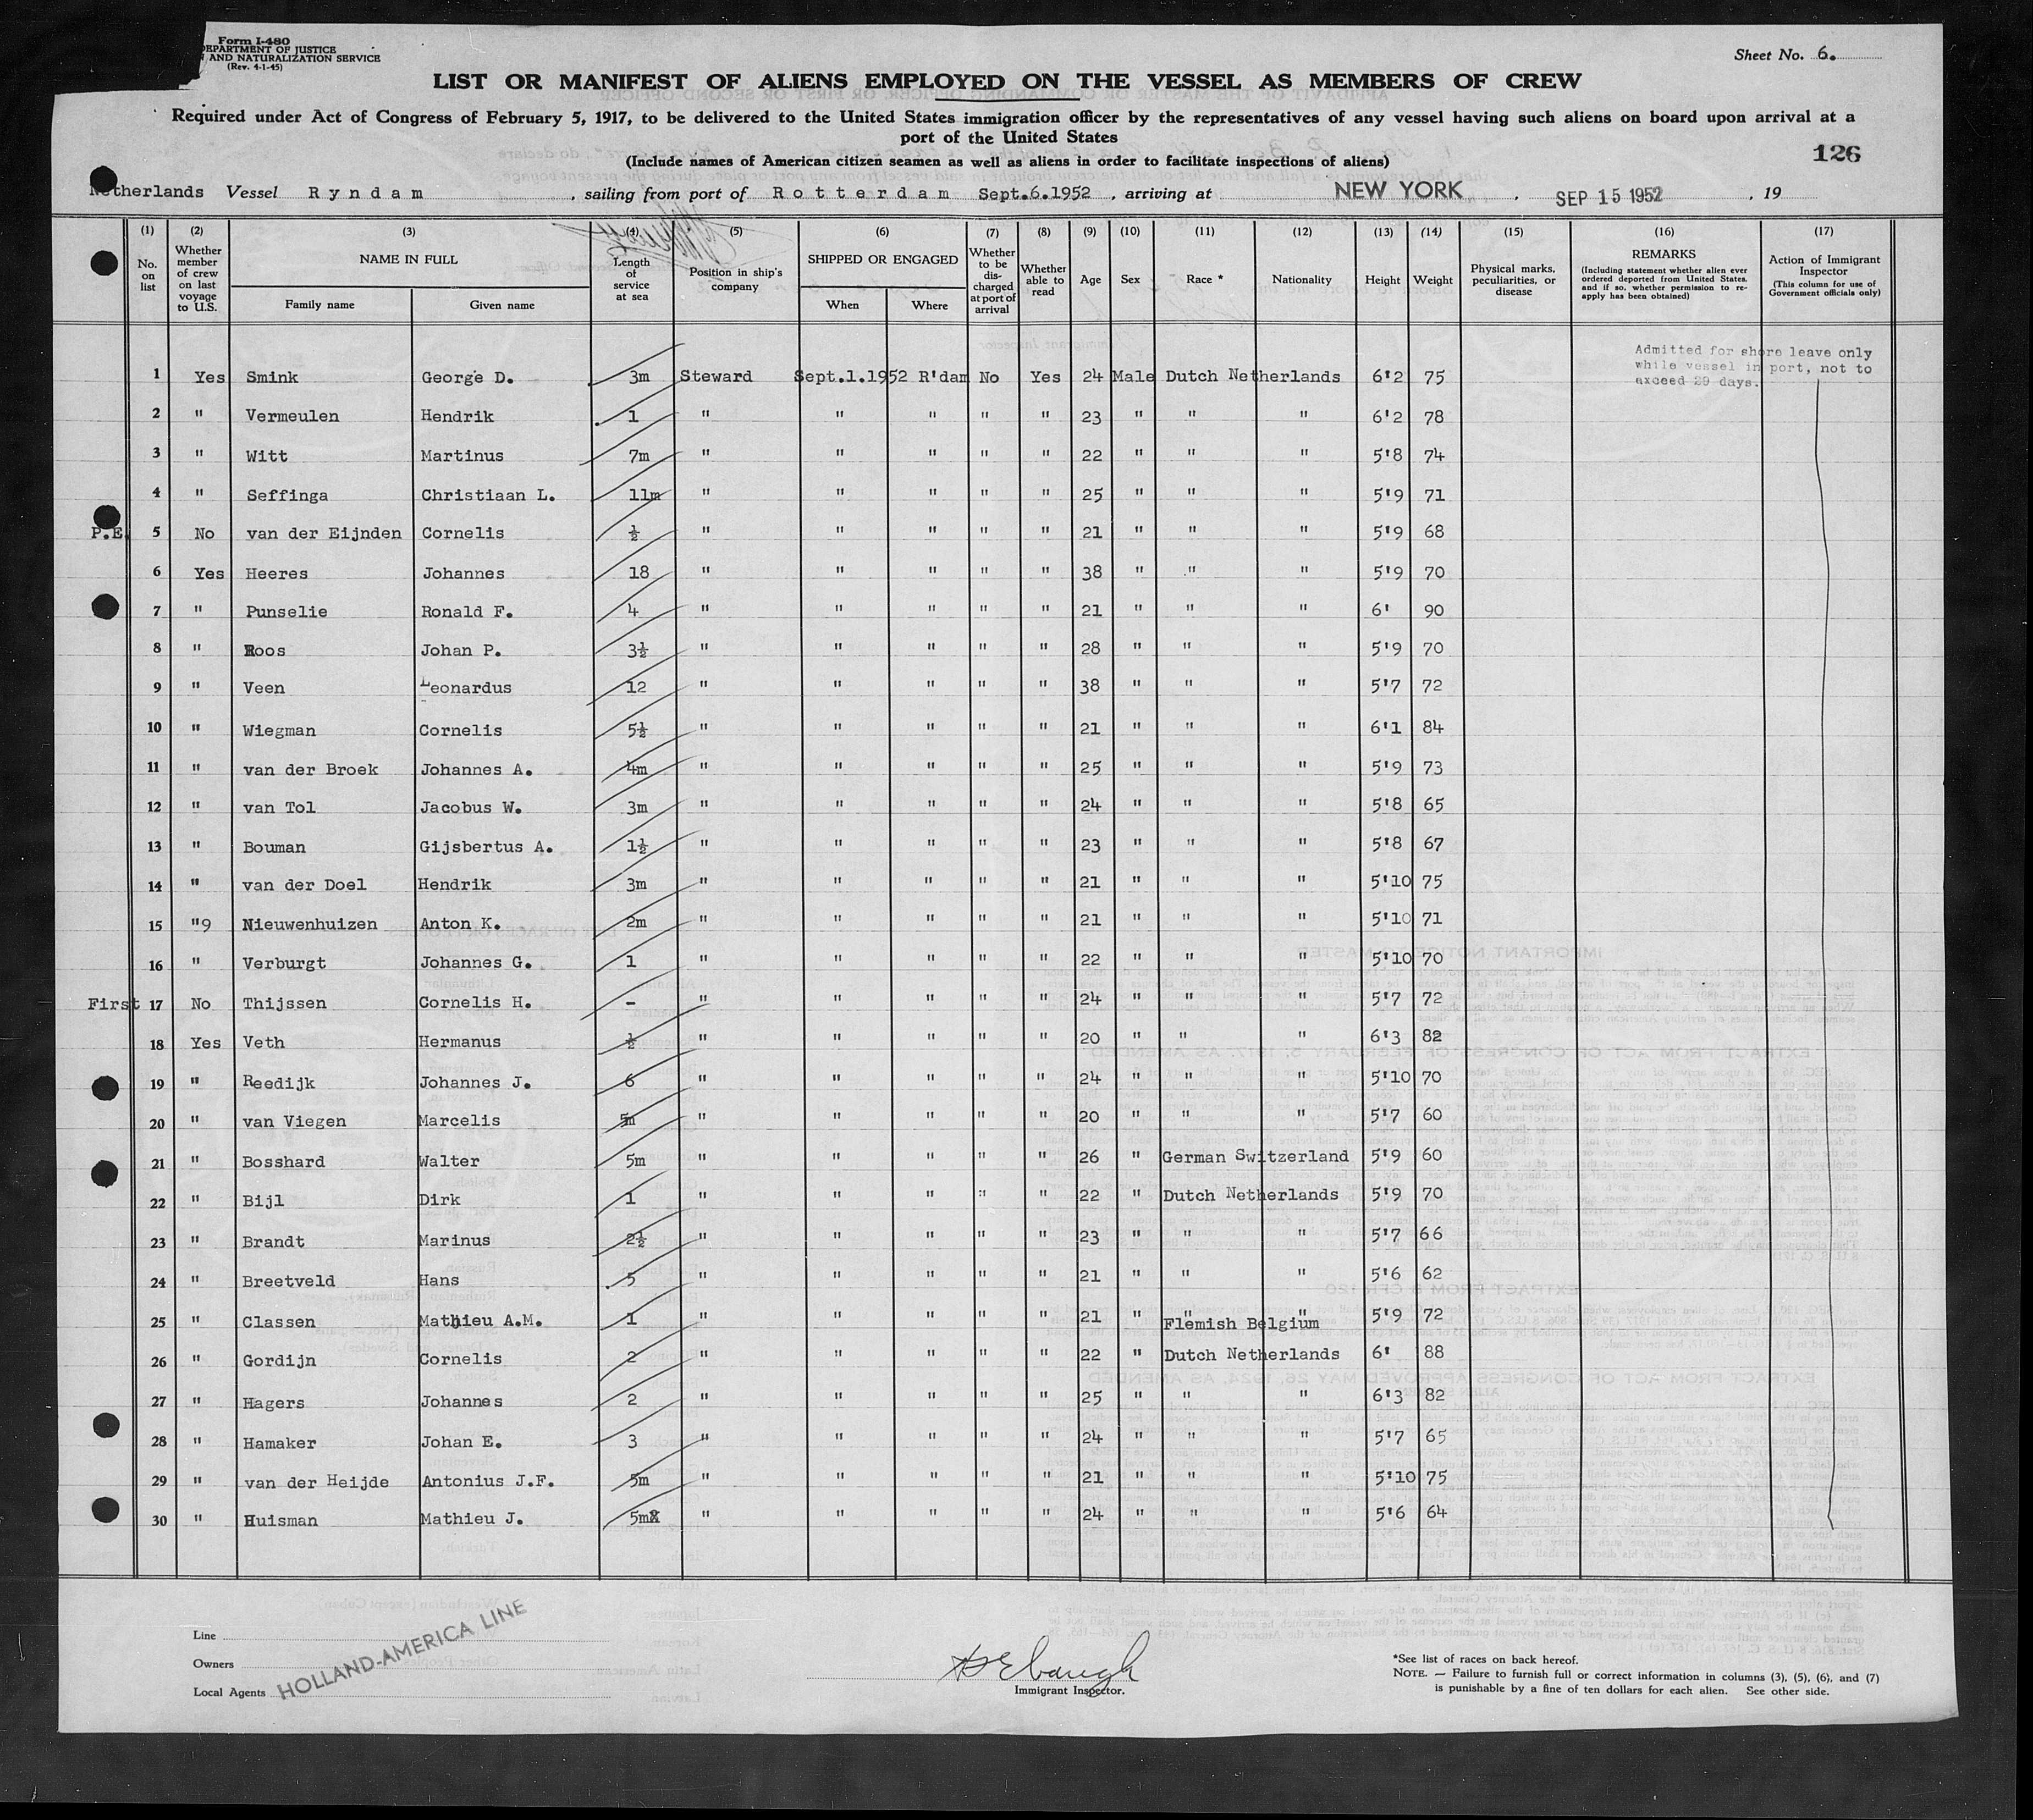 Form I-480
DEPARTMENT OF JUSTICE
AND NATURALIZATION SERVICE
(Rev. 4-1-45)
Sheet No. 6.
LIST OR MANIFEST OF ALIENS EMPLOYED ON THE VESSEL AS MEMBERS OF CREW
Required under Act of Congress of February 5, 1917, to be delivered to the United States immigration officer by the representatives of any vessel having such aliens on board upon arrival at a
port of the United States
(Include names of American citizen seamen as well as aliens in order to facilitate inspections of aliens)
126
Netherlands Vessel Ryndam, sailing from port of Rotterdam Sept.6.1952, arriving at NEW YORK, SEP 15 1952, 19
(1) No. on list
(2) Whether member of crew on last voyage to U.S.
(3) NAME IN FULL Family name Given name
(4) Length of service at sea
(5) Position in ship's company
(6) SHIPPED OR ENGAGED When Where
(7) Whether to be discharged at port of arrival
(8) Whether able to read
(9) Age
(10) Sex
(11) Race *
(12) Nationality
(13) Height
(14) Weight
(15) Physical marks, peculiarities, or disease
(16) REMARKS (Including statement whether alien ever ordered deported from United States, and if so, whether permission to re-apply has been obtained)
(17) Action of Immigrant Inspector (This column for use of Government officials only)
Admitted for shore leave only
while vessel in port, not to
exceed 29 days.
1 Yes Smink George D. 3m Steward Sept.1.1952 R'dam No Yes 24 Male Dutch Netherlands 6'2 75
2 " Vermeulen Hendrik 1 " " " " " 23 " " " 6'2 78
3 " Witt Martinus 7m " " " " " 22 " " " 5'8 74
4 " Seffinga Christiaan L. 11m " " " " " 25 " " " 5'9 71
P.E. 5 No van der Eijnden Cornelis ½ " " " " " 21 " " " 5'9 68
6 Yes Heeres Johannes 18 " " " " " 38 " " " 5'9 70
7 " Punselie Ronald F. 4 " " " " " 21 " " " 6' 90
8 " Roos Johan P. 3½ " " " " " 28 " " " 5'9 70
9 " Veen Leonardus 12 " " " " " 38 " " " 5'7 72
10 " Wiegman Cornelis 5½ " " " " " 21 " " " 6'1 84
11 " van der Broek Johannes A. 4m " " " " " 25 " " " 5'9 73
12 " van Tol Jacobus W. 3m " " " " " 24 " " " 5'8 65
13 " Bouman Gijsbertus A. 1½ " " " " " 23 " " " 5'8 67
14 " van der Doel Hendrik 3m " " " " " 21 " " " 5'10 75
15 "9 Nieuwenhuizen Anton K. 2m " " " " " 21 " " " 5'10 71
16 " Verburgt Johannes G. 1 " " " " " 22 " " " 5'10 70
First 17 No Thijssen Cornelis H. - " " " " " 24 " " " 5'7 72
18 Yes Veth Hermanus ½ " " " " " 20 " " " 6'3 82
19 " Reedijk Johannes J. 6 " " " " " 24 " " " 5'10 70
20 " van Viegen Marcelis 5m " " " " " 20 " " " 5'7 60
21 " Bosshard Walter 5m " " " " " 26 " German Switzerland 5'9 60
22 " Bijl Dirk 1 " " " " " 22 " Dutch Netherlands 5'9 70
23 " Brandt Marinus 2½ " " " " " 23 " " " 5'7 66
24 " Breetveld Hans 5 " " " " " 21 " " " 5'6 62
25 " Classen Mathieu A.M. 1 " " " " " 21 " " " Flemish Belgium 5'9 72
26 " Gordijn Cornelis 2 " " " " " 22 " Dutch Netherlands 6' 88
27 " Hagers Johannes 2 " " " " " 25 " " " 6'3 82
28 " Hamaker Johan E. 3 " " " " " 24 " " " 5'7 65
29 " van der Heijde Antonius J.F. 5m " " " " " 21 " " " 5'10 75
30 " Huisman Mathieu J. 5m " " " " " 24 " " " 5'6 64
Line
Owners
Local Agents
HOLLAND-AMERICA LINE
Immigrant Inspector.
*See list of races on back hereof.
NOTE. — Failure to furnish full or correct information in columns (3), (5), (6), and (7)
is punishable by a fine of ten dollars for each alien. See other side.